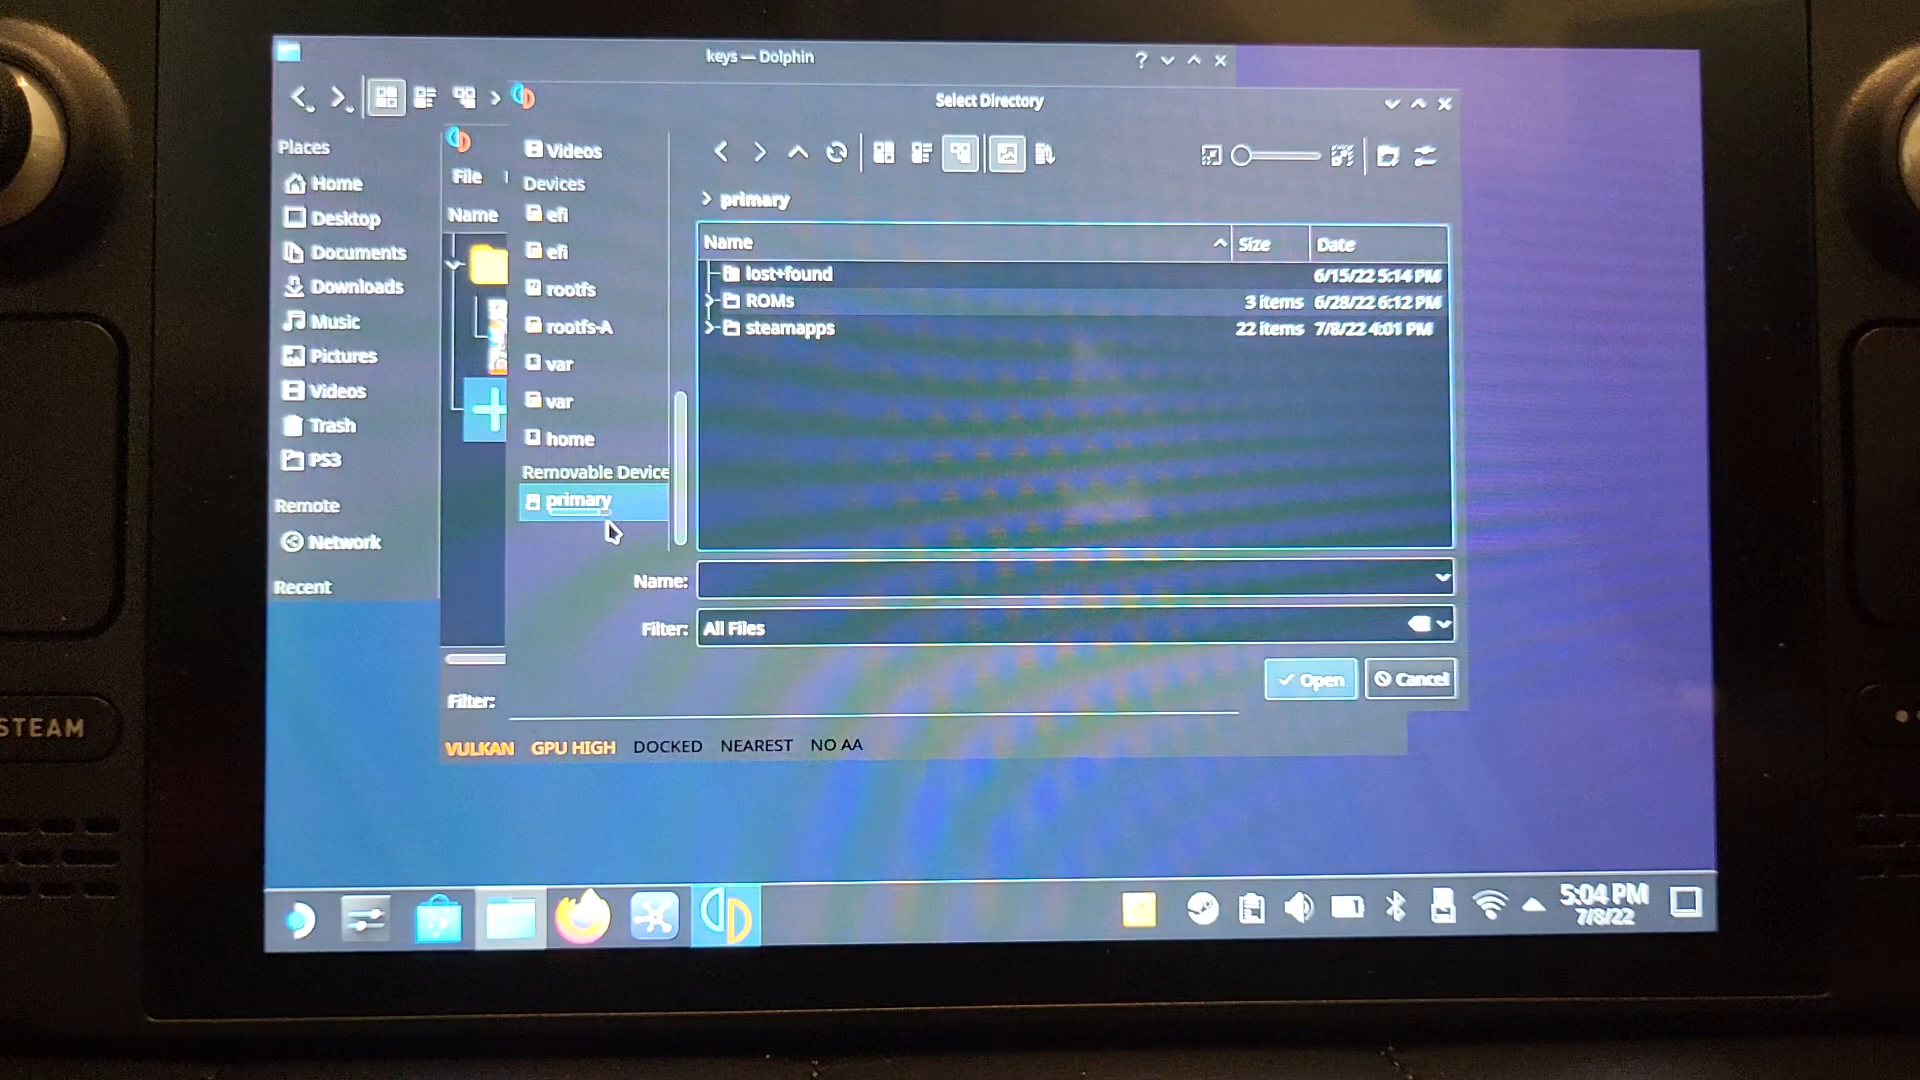 keys — Dolphin
?
Select Directory
Places
Home
Desktop
Documents
Downloads
Music
Pictures
Videos
Trash
PS3
Remote
Network
Recent
File
Name
Filter:
Videos
Devices
efi
efi
rootfs
rootfs-A
var
var
home
Removable Device
primary
> primary
Name Size Date
lost+found 6/15/22 5:14 PM
ROMs 3 items 6/28/22 6:12 PM
steamapps 22 items 7/8/22 4:01 PM
Name:
Filter: All Files
Open Cancel
VULKAN GPU HIGH DOCKED NEAREST NO AA
STEAM
5:04 PM
7/8/22